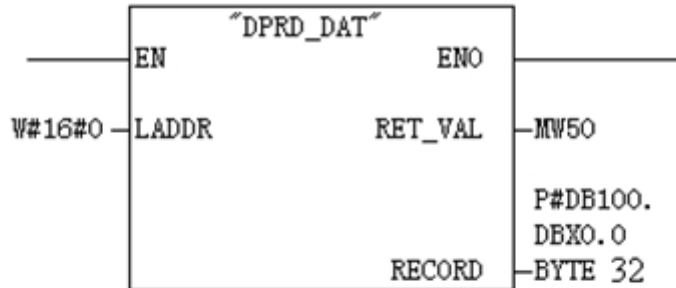 "DPRD_DAT"
EN ENO
W#16#0 LADDR RET_VAL MW50
P#DB100.
DBX0.0
RECORD BYTE 32